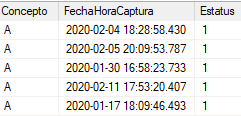 Concepto FechaHoraCaptura Estatus
A 2020-02-04 18:28:58.430 1
A 2020-02-05 20:09:53.787 1
A 2020-01-30 16:58:23.733 1
A 2020-02-11 17:53:20.407 1
A 2020-01-17 18:09:46.493 1